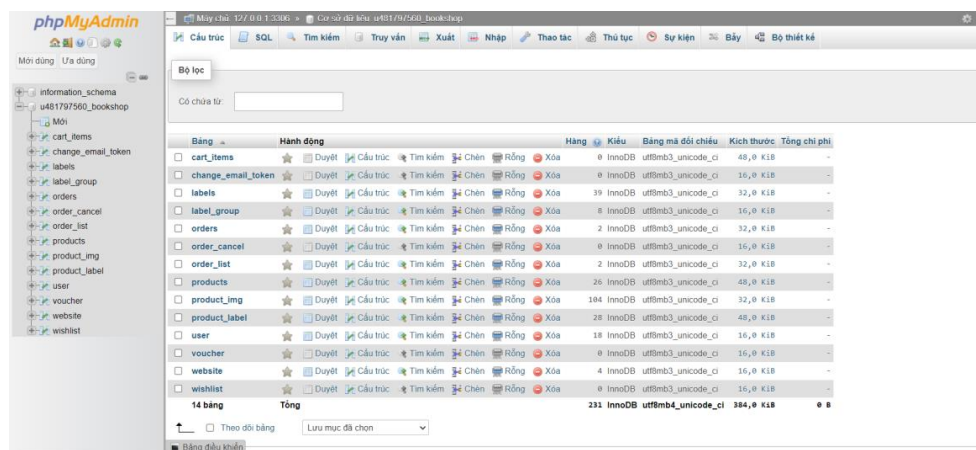 phpMyAdmin
Mới dùng Ưa dùng
information_schema
u481797560_bookshop
Mới
cart_items
change_email_token
labels
label_group
orders
order_cancel
order_list
products
product_img
product_label
user
voucher
website
wishlist
Máy chủ: 127.0.0.1:3306 » Cơ sở dữ liệu: u481797560_bookshop
Cấu trúc SQL Tìm kiếm Truy vấn Xuất Nhập Thao tác Thủ tục Sự kiện Bẫy Bộ thiết kế
Bộ lọc
Có chứa từ:
Bảng Hành động Hàng Kiểu Bảng mã đối chiếu Kích thước Tổng chi phí
cart_items Duyệt Cấu trúc Tìm kiếm Chèn Rỗng Xóa 0 InnoDB utf8mb3_unicode_ci 48,0 KiB -
change_email_token Duyệt Cấu trúc Tìm kiếm Chèn Rỗng Xóa 0 InnoDB utf8mb3_unicode_ci 16,0 KiB -
labels Duyệt Cấu trúc Tìm kiếm Chèn Rỗng Xóa 39 InnoDB utf8mb3_unicode_ci 32,0 KiB -
label_group Duyệt Cấu trúc Tìm kiếm Chèn Rỗng Xóa 8 InnoDB utf8mb3_unicode_ci 16,0 KiB -
orders Duyệt Cấu trúc Tìm kiếm Chèn Rỗng Xóa 2 InnoDB utf8mb3_unicode_ci 32,0 KiB -
order_cancel Duyệt Cấu trúc Tìm kiếm Chèn Rỗng Xóa 0 InnoDB utf8mb3_unicode_ci 16,0 KiB -
order_list Duyệt Cấu trúc Tìm kiếm Chèn Rỗng Xóa 2 InnoDB utf8mb3_unicode_ci 32,0 KiB -
products Duyệt Cấu trúc Tìm kiếm Chèn Rỗng Xóa 26 InnoDB utf8mb3_unicode_ci 48,0 KiB -
product_img Duyệt Cấu trúc Tìm kiếm Chèn Rỗng Xóa 104 InnoDB utf8mb3_unicode_ci 32,0 KiB -
product_label Duyệt Cấu trúc Tìm kiếm Chèn Rỗng Xóa 28 InnoDB utf8mb3_unicode_ci 48,0 KiB -
user Duyệt Cấu trúc Tìm kiếm Chèn Rỗng Xóa 18 InnoDB utf8mb3_unicode_ci 16,0 KiB -
voucher Duyệt Cấu trúc Tìm kiếm Chèn Rỗng Xóa 0 InnoDB utf8mb3_unicode_ci 16,0 KiB -
website Duyệt Cấu trúc Tìm kiếm Chèn Rỗng Xóa 4 InnoDB utf8mb3_unicode_ci 16,0 KiB -
wishlist Duyệt Cấu trúc Tìm kiếm Chèn Rỗng Xóa 0 InnoDB utf8mb3_unicode_ci 16,0 KiB -
14 bảng Tổng 231 InnoDB utf8mb4_unicode_ci 384,0 KiB 0 B
Theo dõi bảng Lưu mục đã chọn
Bảng điều khiển